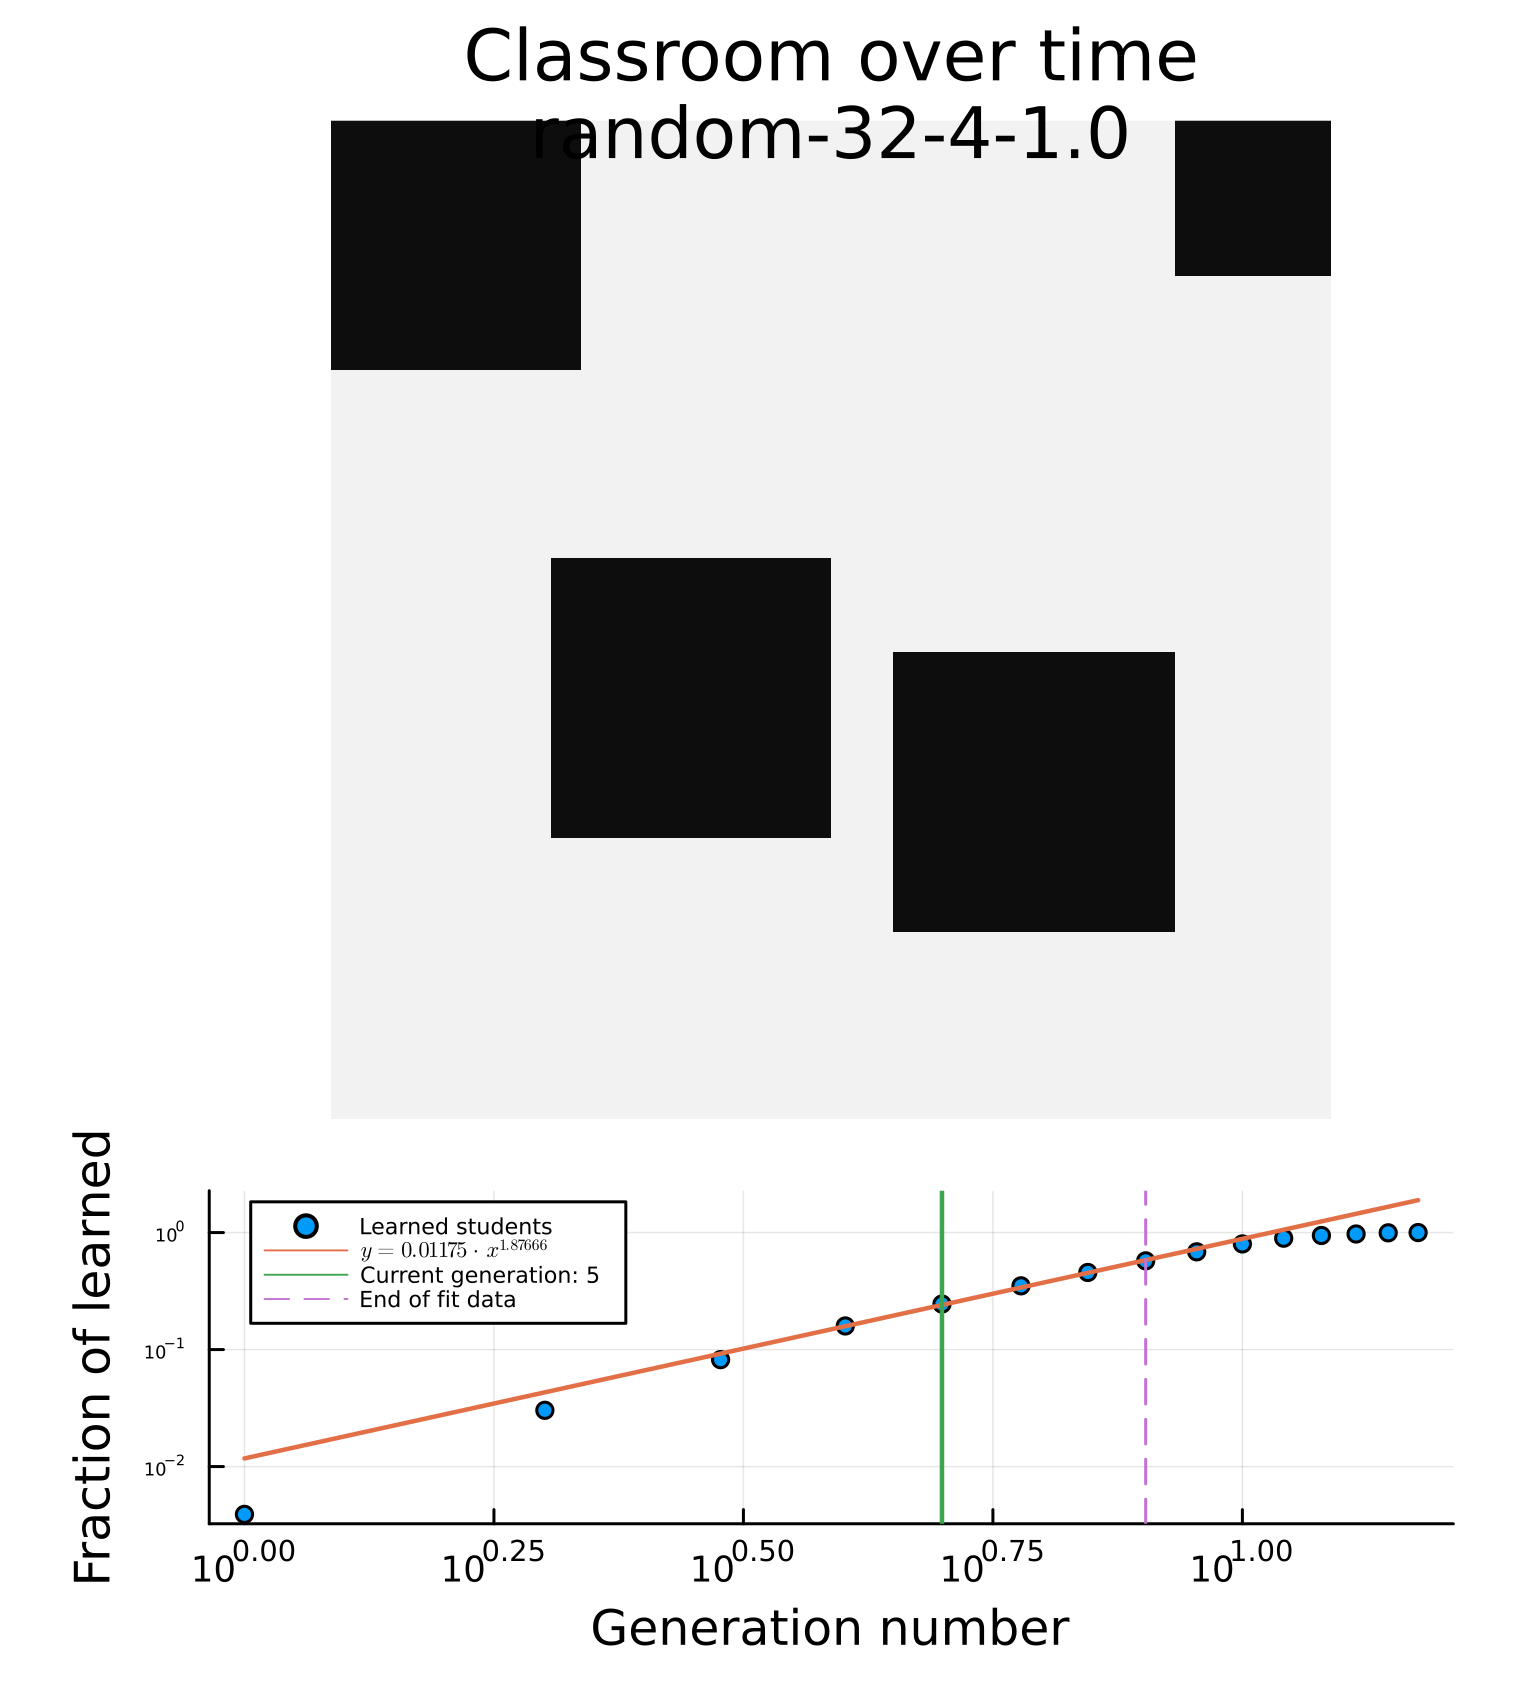 Classroom over time
random-32-4-1.0
Fraction of learned
10⁰
10⁻¹
10⁻²
Learned students
y = 0.01175 · x^1.87666
Current generation: 5
End of fit data
10^0.00 10^0.25 10^0.50 10^0.75 10^1.00
Generation number